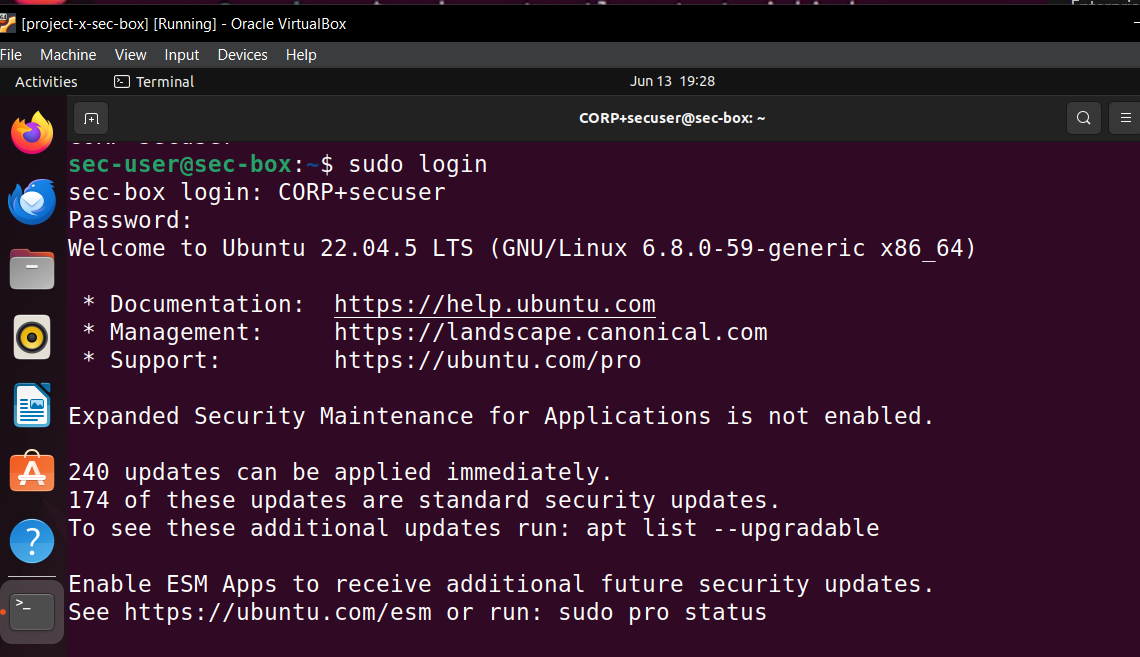 [project-x-sec-box] [Running] - Oracle VirtualBox
File Machine View Input Devices Help
Activities Terminal Jun 13 19:28
CORP+secuser@sec-box: ~
sec-user@sec-box:~$ sudo login
sec-box login: CORP+secuser
Password:
Welcome to Ubuntu 22.04.5 LTS (GNU/Linux 6.8.0-59-generic x86_64)
* Documentation: https://help.ubuntu.com
* Management: https://landscape.canonical.com
* Support: https://ubuntu.com/pro
Expanded Security Maintenance for Applications is not enabled.
240 updates can be applied immediately.
174 of these updates are standard security updates.
To see these additional updates run: apt list --upgradable
Enable ESM Apps to receive additional future security updates.
See https://ubuntu.com/esm or run: sudo pro status